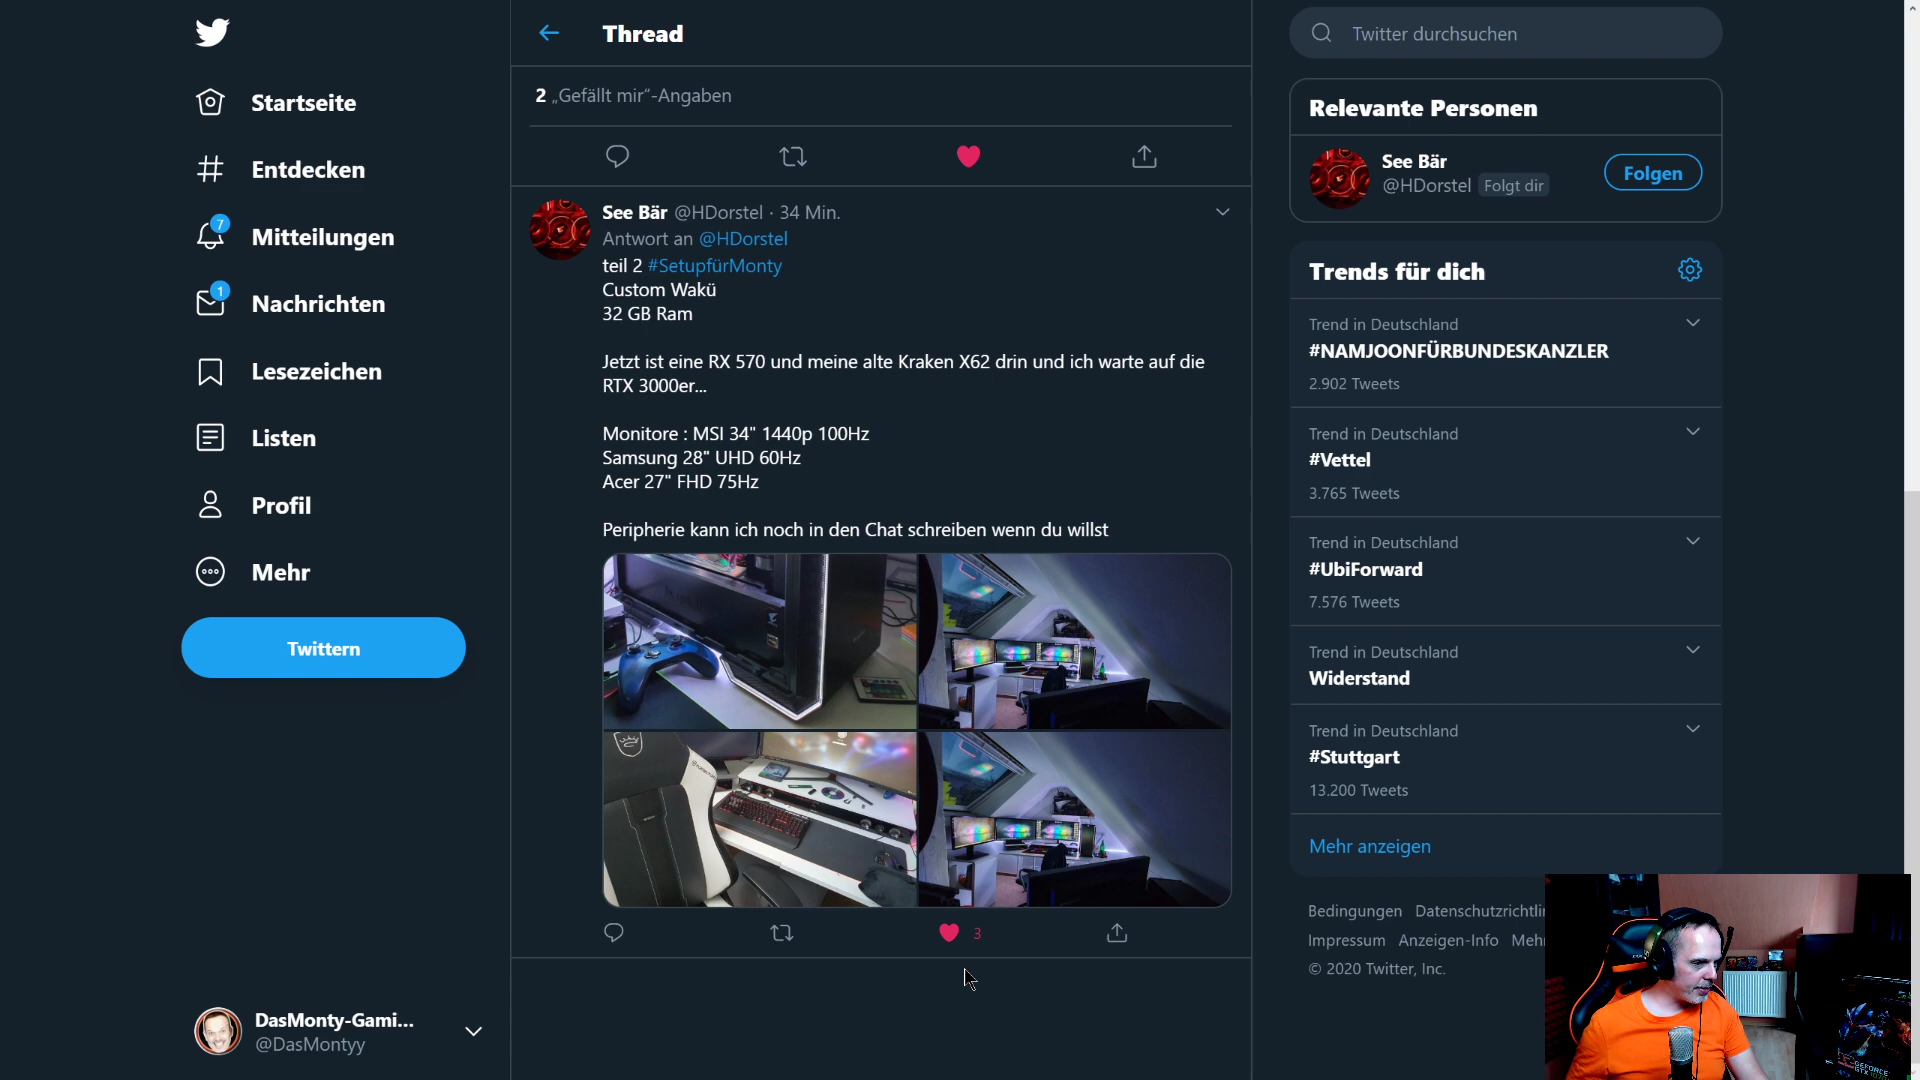 Startseite
Entdecken
7
Mitteilungen
1
Nachrichten
Lesezeichen
Listen
Profil
Mehr
Twittern
DasMonty-Gami...
@DasMontyy
Thread
2 „Gefällt mir“-Angaben
See Bär @HDorstel · 34 Min.
Antwort an @HDorstel
teil 2 #SetupfürMonty
Custom Wakü
32 GB Ram
Jetzt ist eine RX 570 und meine alte Kraken X62 drin und ich warte auf die
RTX 3000er...
Monitore : MSI 34" 1440p 100Hz
Samsung 28" UHD 60Hz
Acer 27" FHD 75Hz
Peripherie kann ich noch in den Chat schreiben wenn du willst
3
Twitter durchsuchen
Relevante Personen
See Bär
@HDorstel Folgt dir
Folgen
Trends für dich
Trend in Deutschland
#NAMJOONFÜRBUNDESKANZLER
2.902 Tweets
Trend in Deutschland
#Vettel
3.765 Tweets
Trend in Deutschland
#UbiForward
7.576 Tweets
Trend in Deutschland
Widerstand
Trend in Deutschland
#Stuttgart
13.200 Tweets
Mehr anzeigen
Bedingungen Datenschutzrichtlin
Impressum Anzeigen-Info Meh
© 2020 Twitter, Inc.
GEFORCE